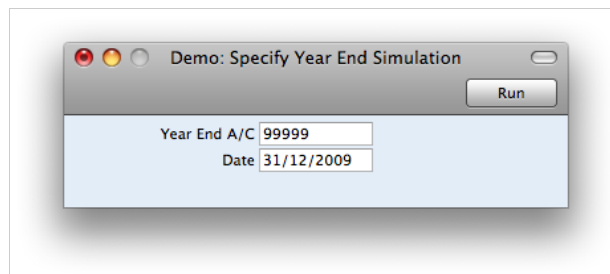 Demo: Specify Year End Simulation
Run
Year End A/C 99999
Date 31/12/2009